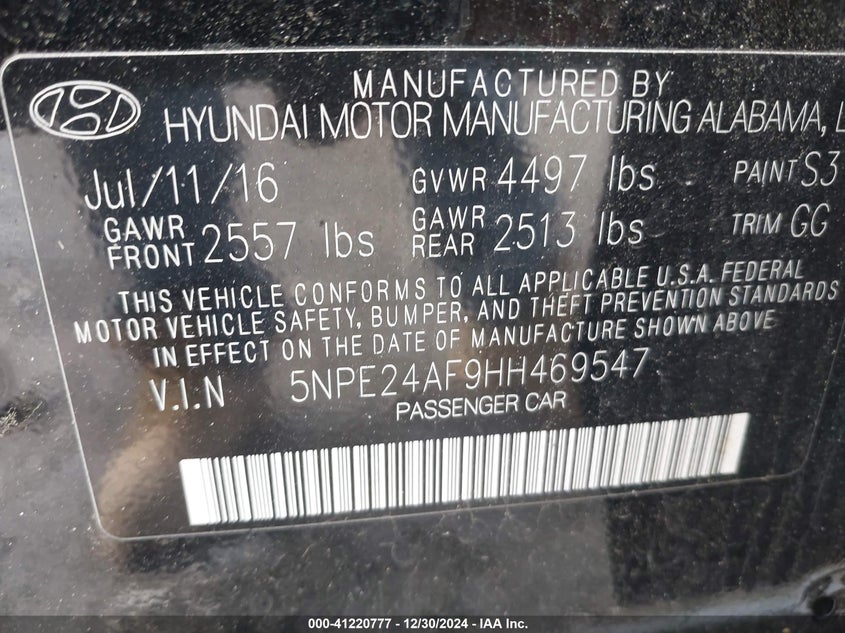 MANUFACTURED BY
HYUNDAI MOTOR MANUFACTURING ALABAMA, L
Jul/11/16 GVWR 4497 lbs PAINT S3
GAWR FRONT 2557 lbs GAWR REAR 2513 lbs TRIM GG
THIS VEHICLE CONFORMS TO ALL APPLICABLE U.S.A. FEDERAL
MOTOR VEHICLE SAFETY, BUMPER, AND THEFT PREVENTION STANDARDS
IN EFFECT ON THE DATE OF MANUFACTURE SHOWN ABOVE
V.I.N 5NPE24AF9HH469547
PASSENGER CAR
000-41220777 - 12/30/2024 - IAA Inc.